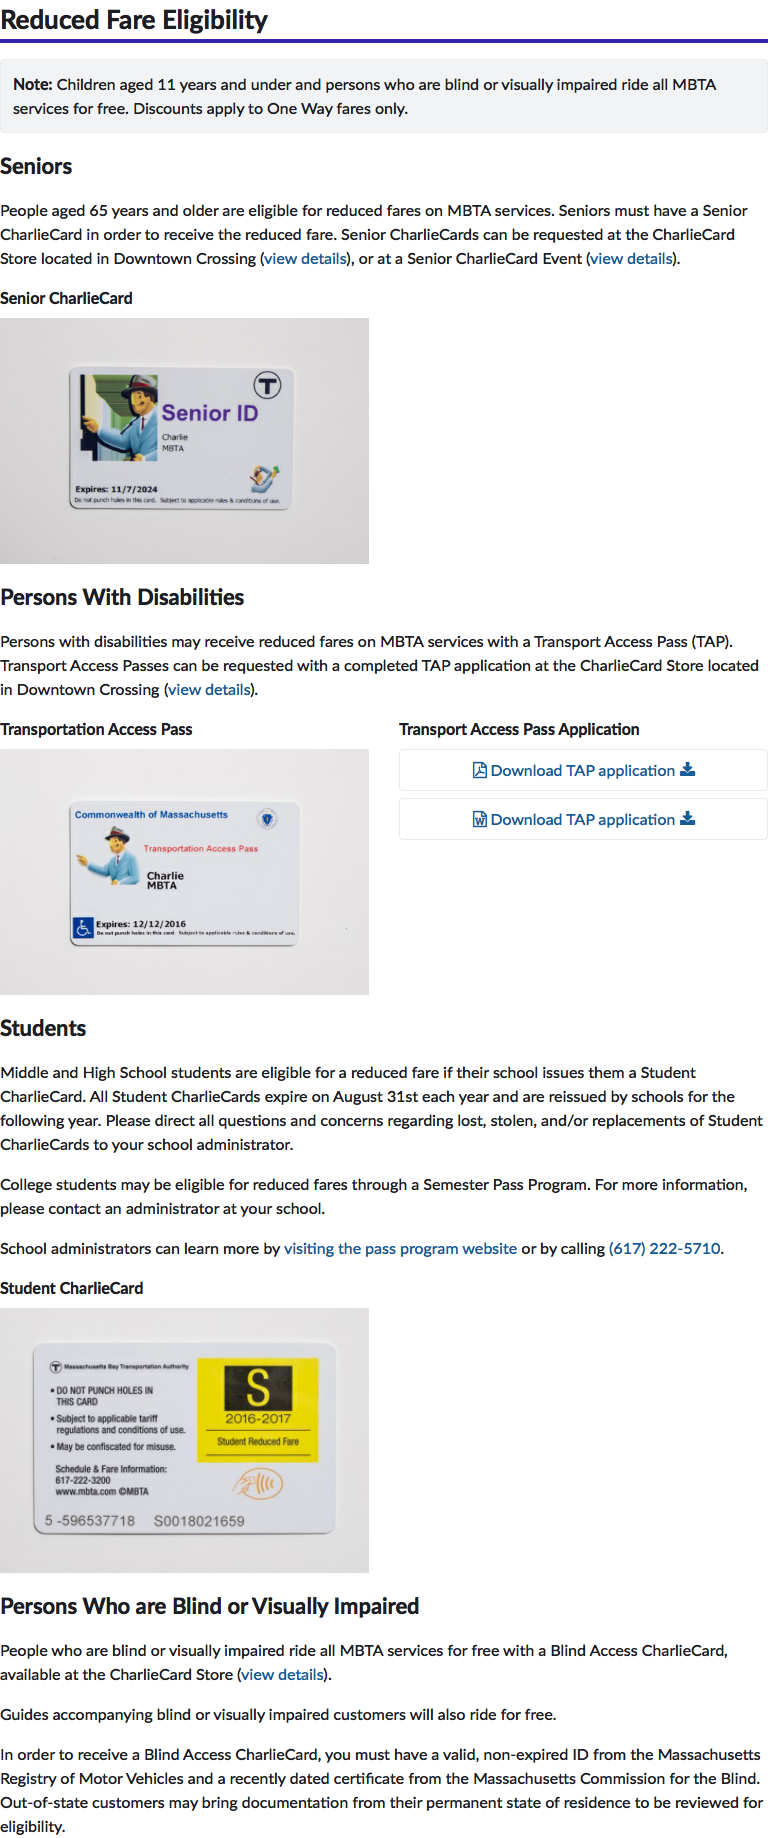 Reduced Fare Eligibility
Note: Children aged 11 years and under and persons who are blind or visually impaired ride all MBTA
services for free. Discounts apply to One Way fares only.
Seniors
People aged 65 years and older are eligible for reduced fares on MBTA services. Seniors must have a Senior
CharlieCard in order to receive the reduced fare. Senior CharlieCards can be requested at the CharlieCard
Store located in Downtown Crossing (view details), or at a Senior CharlieCard Event (view details).
Senior CharlieCard
T
Senior ID
Charlie
MBTA
Expires: 11/7/2024
Do not punch holes in this card. Subject to applicable rules & conditions of use.
Persons With Disabilities
Persons with disabilities may receive reduced fares on MBTA services with a Transport Access Pass (TAP).
Transport Access Passes can be requested with a completed TAP application at the CharlieCard Store located
in Downtown Crossing (view details).
Transportation Access Pass
Commonwealth of Massachusetts
Transportation Access Pass
Charlie
MBTA
Expires: 12/12/2016
Do not punch holes in this card. Subject to applicable rules & conditions of use.
Transport Access Pass Application
Download TAP application
Download TAP application
Students
Middle and High School students are eligible for a reduced fare if their school issues them a Student
CharlieCard. All Student CharlieCards expire on August 31st each year and are reissued by schools for the
following year. Please direct all questions and concerns regarding lost, stolen, and/or replacements of Student
CharlieCards to your school administrator.
College students may be eligible for reduced fares through a Semester Pass Program. For more information,
please contact an administrator at your school.
School administrators can learn more by visiting the pass program website or by calling (617) 222-5710.
Student CharlieCard
T Massachusetts Bay Transportation Authority
• DO NOT PUNCH HOLES IN
THIS CARD
• Subject to applicable tariff
regulations and conditions of use.
• May be confiscated for misuse.
Schedule & Fare Information:
617-222-3200
www.mbta.com ©MBTA
5 -596537718 S0018021659
S
2016-2017
Student Reduced Fare
Persons Who are Blind or Visually Impaired
People who are blind or visually impaired ride all MBTA services for free with a Blind Access CharlieCard,
available at the CharlieCard Store (view details).
Guides accompanying blind or visually impaired customers will also ride for free.
In order to receive a Blind Access CharlieCard, you must have a valid, non-expired ID from the Massachusetts
Registry of Motor Vehicles and a recently dated certificate from the Massachusetts Commission for the Blind.
Out-of-state customers may bring documentation from their permanent state of residence to be reviewed for
eligibility.